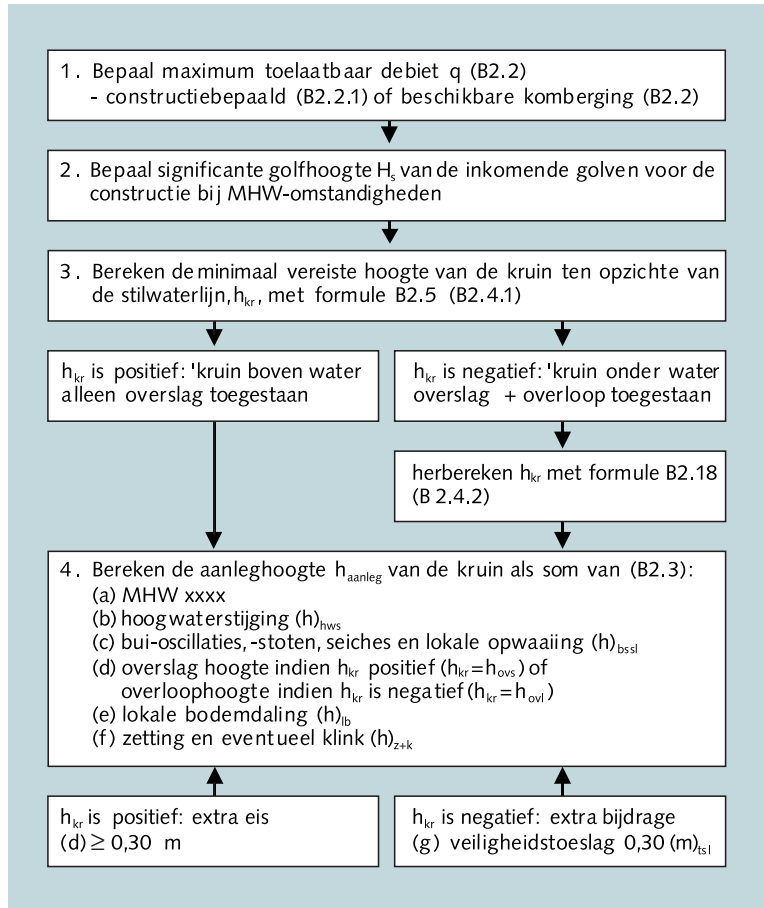 1. Bepaal maximum toelaatbaar debiet q (B2.2)
- constructiebepaald (B2.2.1) of beschikbare komberging (B2.2)
2. Bepaal significante golfhoogte Hs van de inkomende golven voor de
constructie bij MHW-omstandigheden
3. Bereken de minimaal vereiste hoogte van de kruin ten opzichte van
de stilwaterlijn, hkr, met formule B2.5 (B2.4.1)
hkr is positief: 'kruin boven water
alleen overslag toegestaan
hkr is negatief: 'kruin onder water
overslag + overloop toegestaan
herbereken hkr met formule B2.18
(B 2.4.2)
4. Bereken de aanleghoogte haanleg van de kruin als som van (B2.3):
(a) MHW xxxx
(b) hoogwaterstijging (h)hws
(c) bui-oscillaties, -stoten, seiches en lokale opwaaiing (h)bssl
(d) overslag hoogte indien hkr positief (hkr=hovs) of
overloophoogte indien hkr is negatief (hkr=hovl)
(e) lokale bodemdaling (h)lb
(f) zetting en eventueel klink (h)z+k
hkr is positief: extra eis
(d) ≥ 0,30 m
hkr is negatief: extra bijdrage
(g) veiligheidstoeslag 0,30 (m)tsl